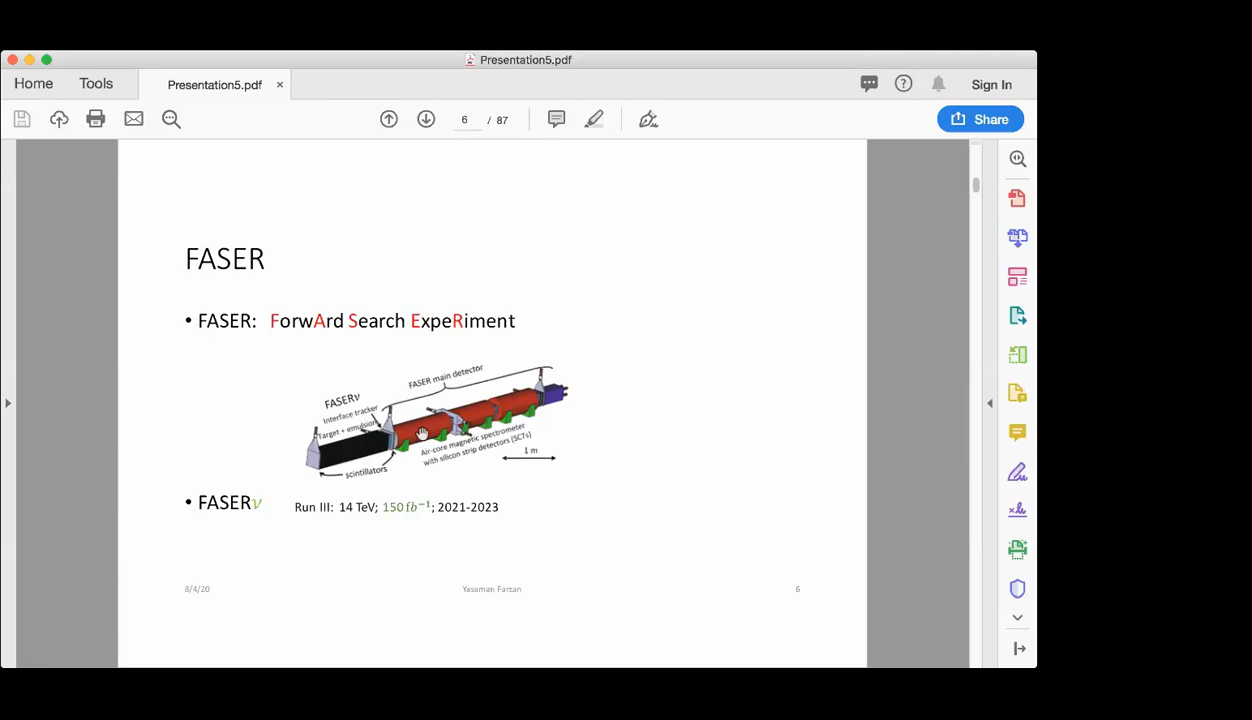 Presentation5.pdf
Home
Tools
Presentation5.pdf
×
Sign In
6 / 87
Share
FASER
• FASER: ForwArd Search ExpeRiment
FASER main detector
FASERν
Interface tracker
Target + emulsion
Air-core magnetic spectrometer
with silicon strip detectors (SCTs)
1 m
scintillators
• FASERν Run III: 14 TeV; 150 fb⁻¹; 2021-2023
8/4/20
Yasaman Farzan
6